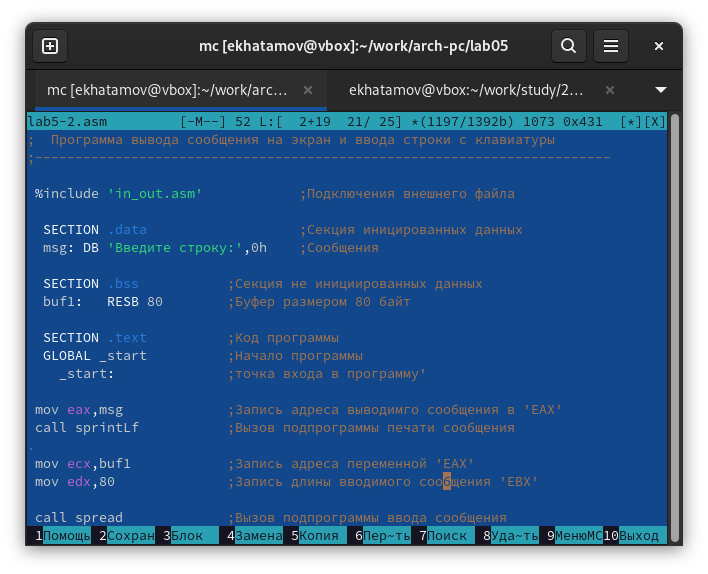 mc [ekhatamov@vbox]:~/work/arch-pc/lab05
mc [ekhatamov@vbox]:~/work/arc... ekhatamov@vbox:~/work/study/2...
lab5-2.asm [-M--] 52 L:[ 2+19 21/ 25] *(1197/1392b) 1073 0x431 [*][X]
; Программа вывода сообщения на экран и ввода строки с клавиатуры
;------------------------------------------------------------------------
%include 'in_out.asm' ;Подключения внешнего файла
SECTION .data ;Секция иницированных данных
msg: DB 'Введите строку:',0h ;Сообщения
SECTION .bss ;Секция не инициированных данных
buf1: RESB 80 ;Буфер размером 80 байт
SECTION .text ;Код программы
GLOBAL _start ;Начало программы
_start: ;точка входа в программу'
mov eax,msg ;Запись адреса выводимго сообщения в 'EAX'
call sprintLf ;Вызов подпрограммы печати сообщения
.
mov ecx,buf1 ;Запись адреса переменной 'EAX'
mov edx,80 ;Запись длины вводимого сообщения 'EBX'
call spread ;Вызов подпрограммы ввода сообщения
1Помощь 2Сохран 3Блок 4Замена 5Копия 6Пер~ть 7Поиск 8Уда~ть 9МенюМС 10Выход